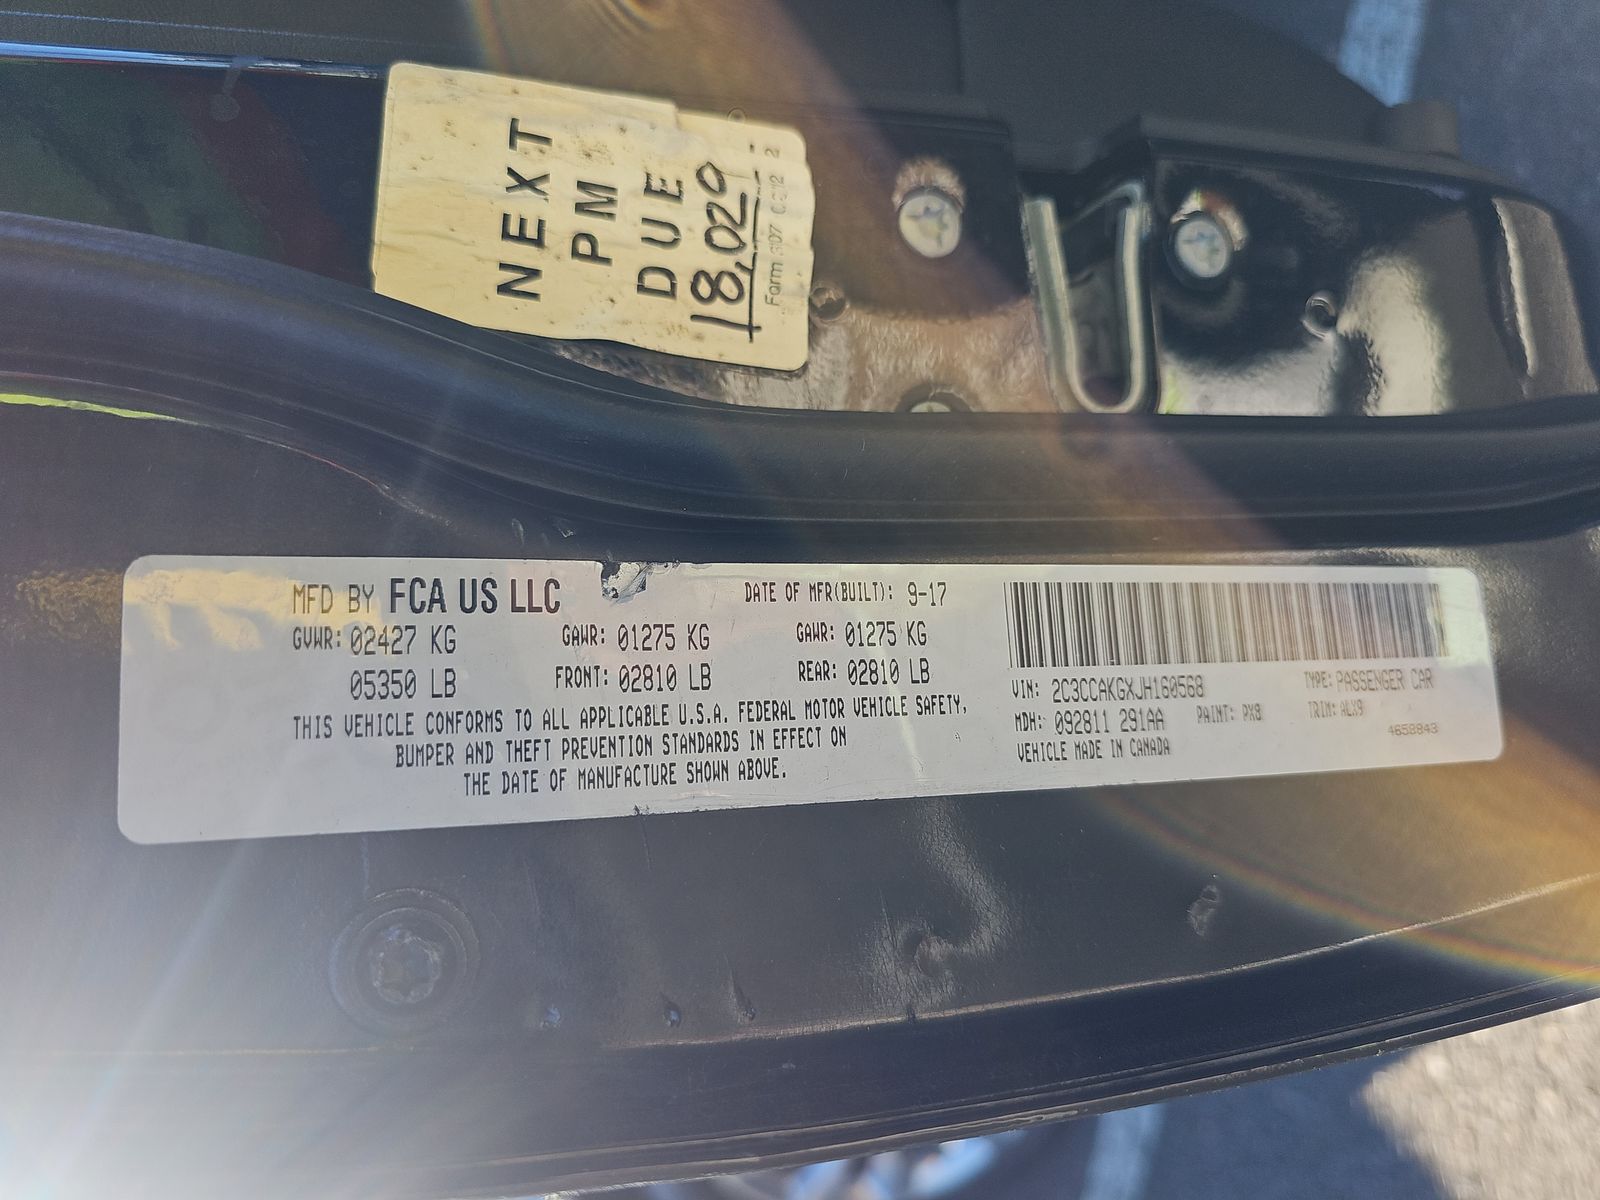 NEXT
PM
DUE
18,020
Form
MFD BY FCA US LLC
DATE OF MFR(BUILT): 9-17
GVWR: 02427 KG
GAWR: 01275 KG
GAWR: 01275 KG
05350 LB
FRONT: 02810 LB
REAR: 02810 LB
THIS VEHICLE CONFORMS TO ALL APPLICABLE U.S.A. FEDERAL MOTOR VEHICLE SAFETY,
BUMPER AND THEFT PREVENTION STANDARDS IN EFFECT ON
THE DATE OF MANUFACTURE SHOWN ABOVE.
VIN: 2C3CCAKGXJH160568
TYPE: PASSENGER CAR
MDH: 092811 291AA
PAINT: PX8
TRIM: ALX9
VEHICLE MADE IN CANADA
4658843